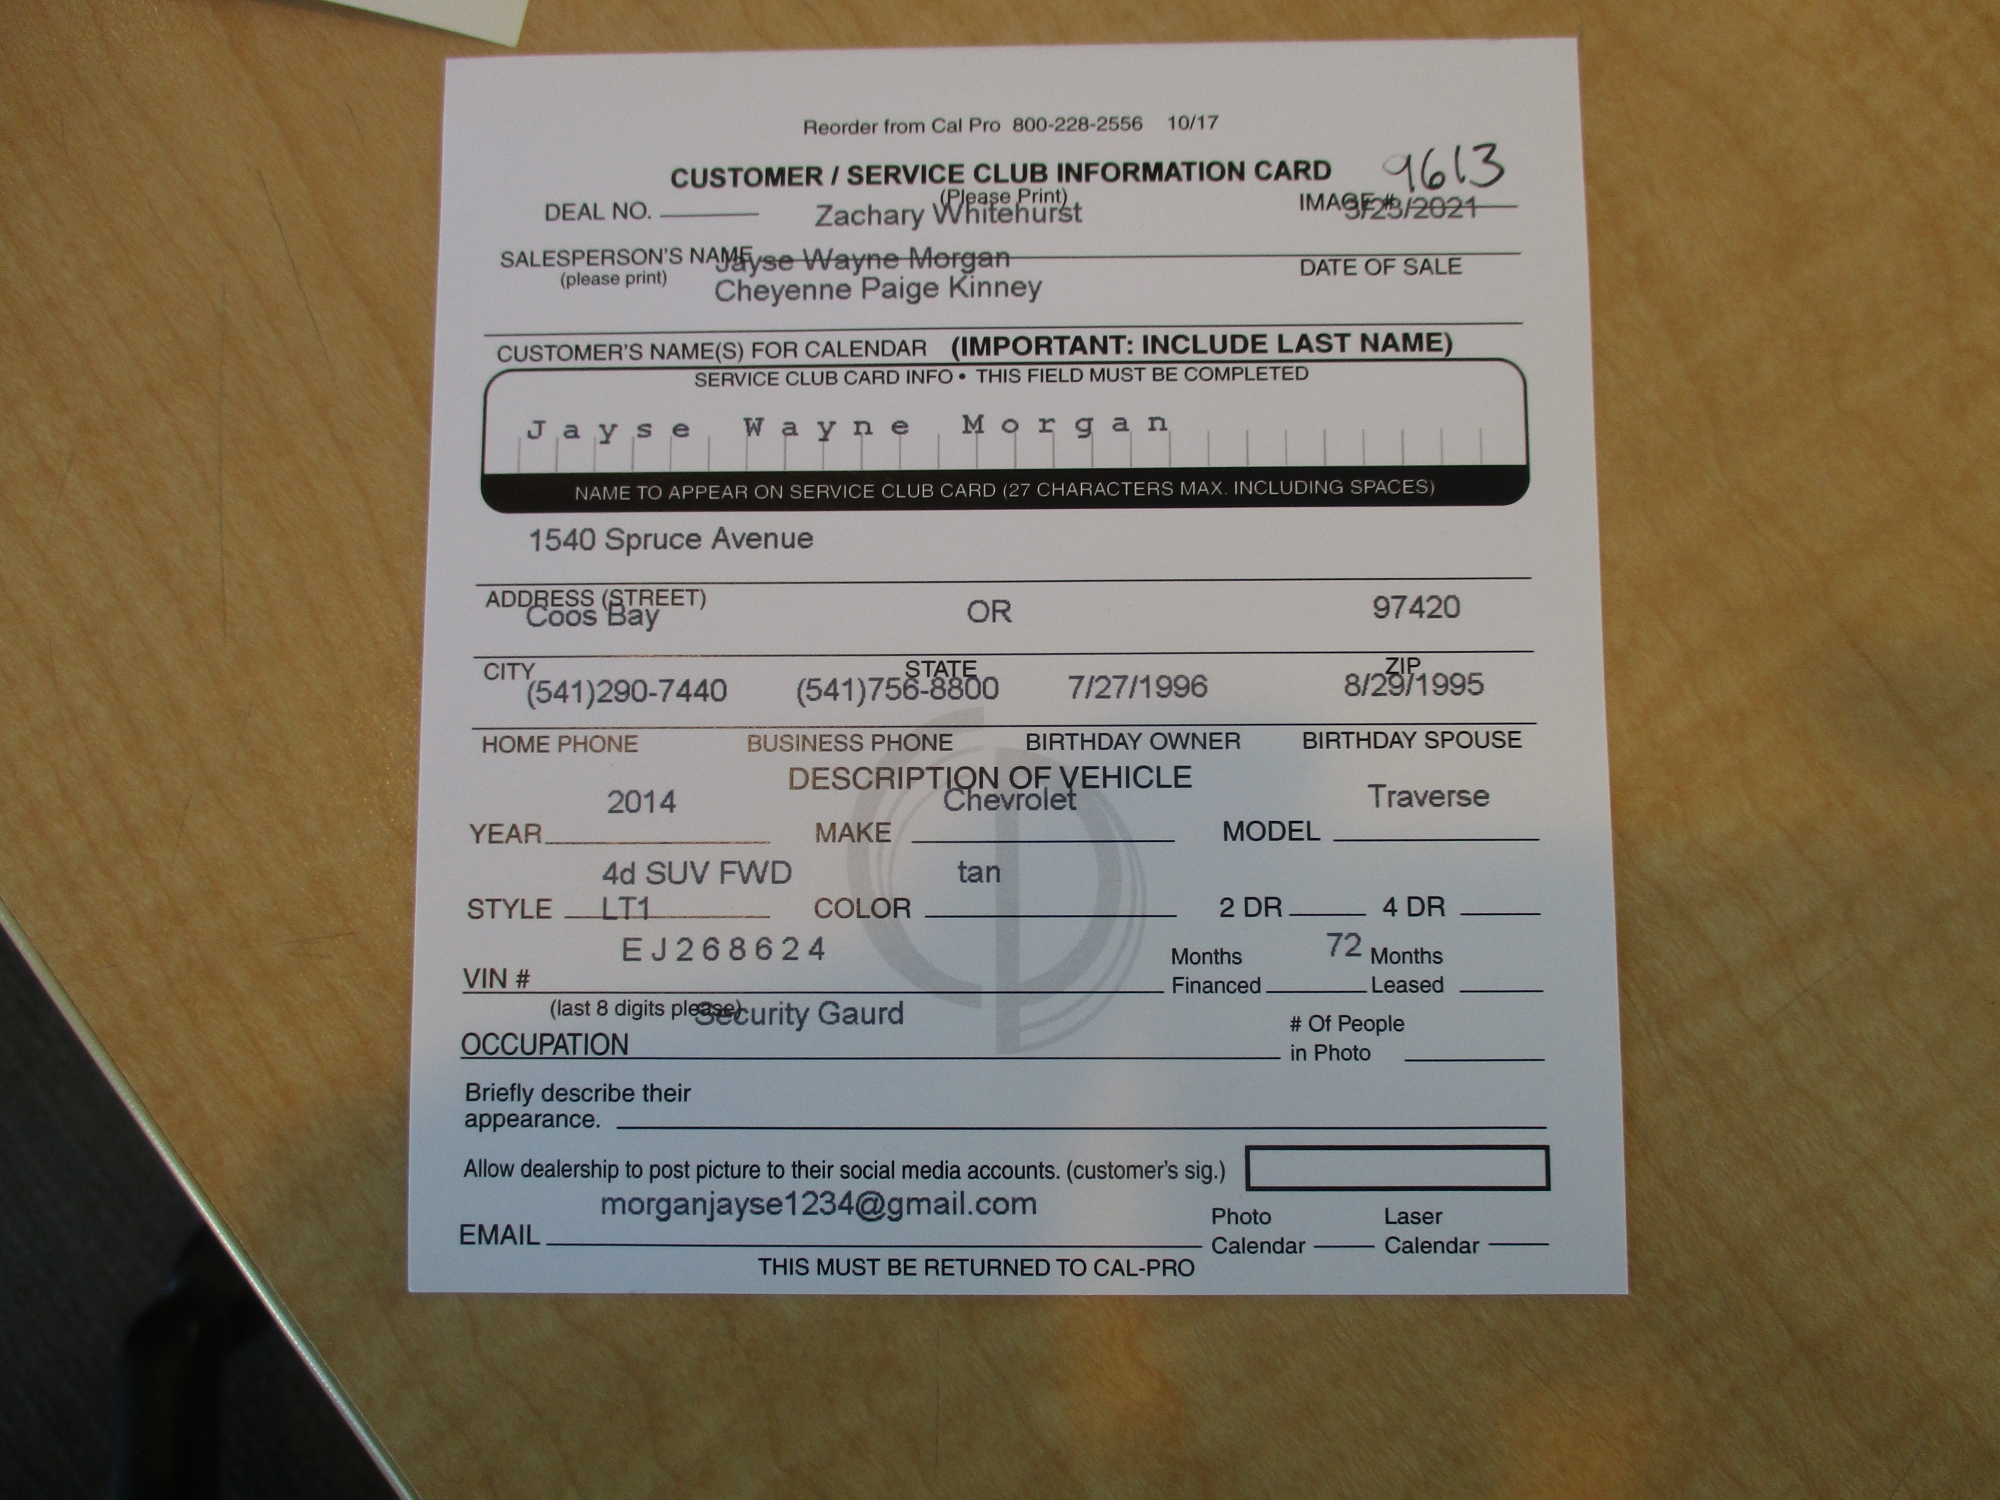 Reorder from Cal Pro 800-228-2556 10/17
CUSTOMER / SERVICE CLUB INFORMATION CARD 9613
(Please Print)
DEAL NO. Zachary Whitehurst IMAGE# 3/23/2021
SALESPERSON'S NAME Jayse Wayne Morgan DATE OF SALE
(please print) Cheyenne Paige Kinney
CUSTOMER'S NAME(S) FOR CALENDAR (IMPORTANT: INCLUDE LAST NAME)
SERVICE CLUB CARD INFO • THIS FIELD MUST BE COMPLETED
Jayse Wayne Morgan
NAME TO APPEAR ON SERVICE CLUB CARD (27 CHARACTERS MAX. INCLUDING SPACES)
1540 Spruce Avenue
ADDRESS (STREET)
Coos Bay OR 97420
CITY STATE ZIP
(541)290-7440 (541)756-8800 7/27/1996 8/29/1995
HOME PHONE BUSINESS PHONE BIRTHDAY OWNER BIRTHDAY SPOUSE
DESCRIPTION OF VEHICLE
2014 Chevrolet Traverse
YEAR MAKE MODEL
4d SUV FWD tan
STYLE LT1 COLOR 2 DR 4 DR
EJ268624 Months 72 Months
VIN # Financed Leased
(last 8 digits please) Security Gaurd
OCCUPATION # Of People
in Photo
Briefly describe their
appearance.
Allow dealership to post picture to their social media accounts. (customer's sig.)
morganjayse1234@gmail.com Photo Laser
EMAIL Calendar Calendar
THIS MUST BE RETURNED TO CAL-PRO